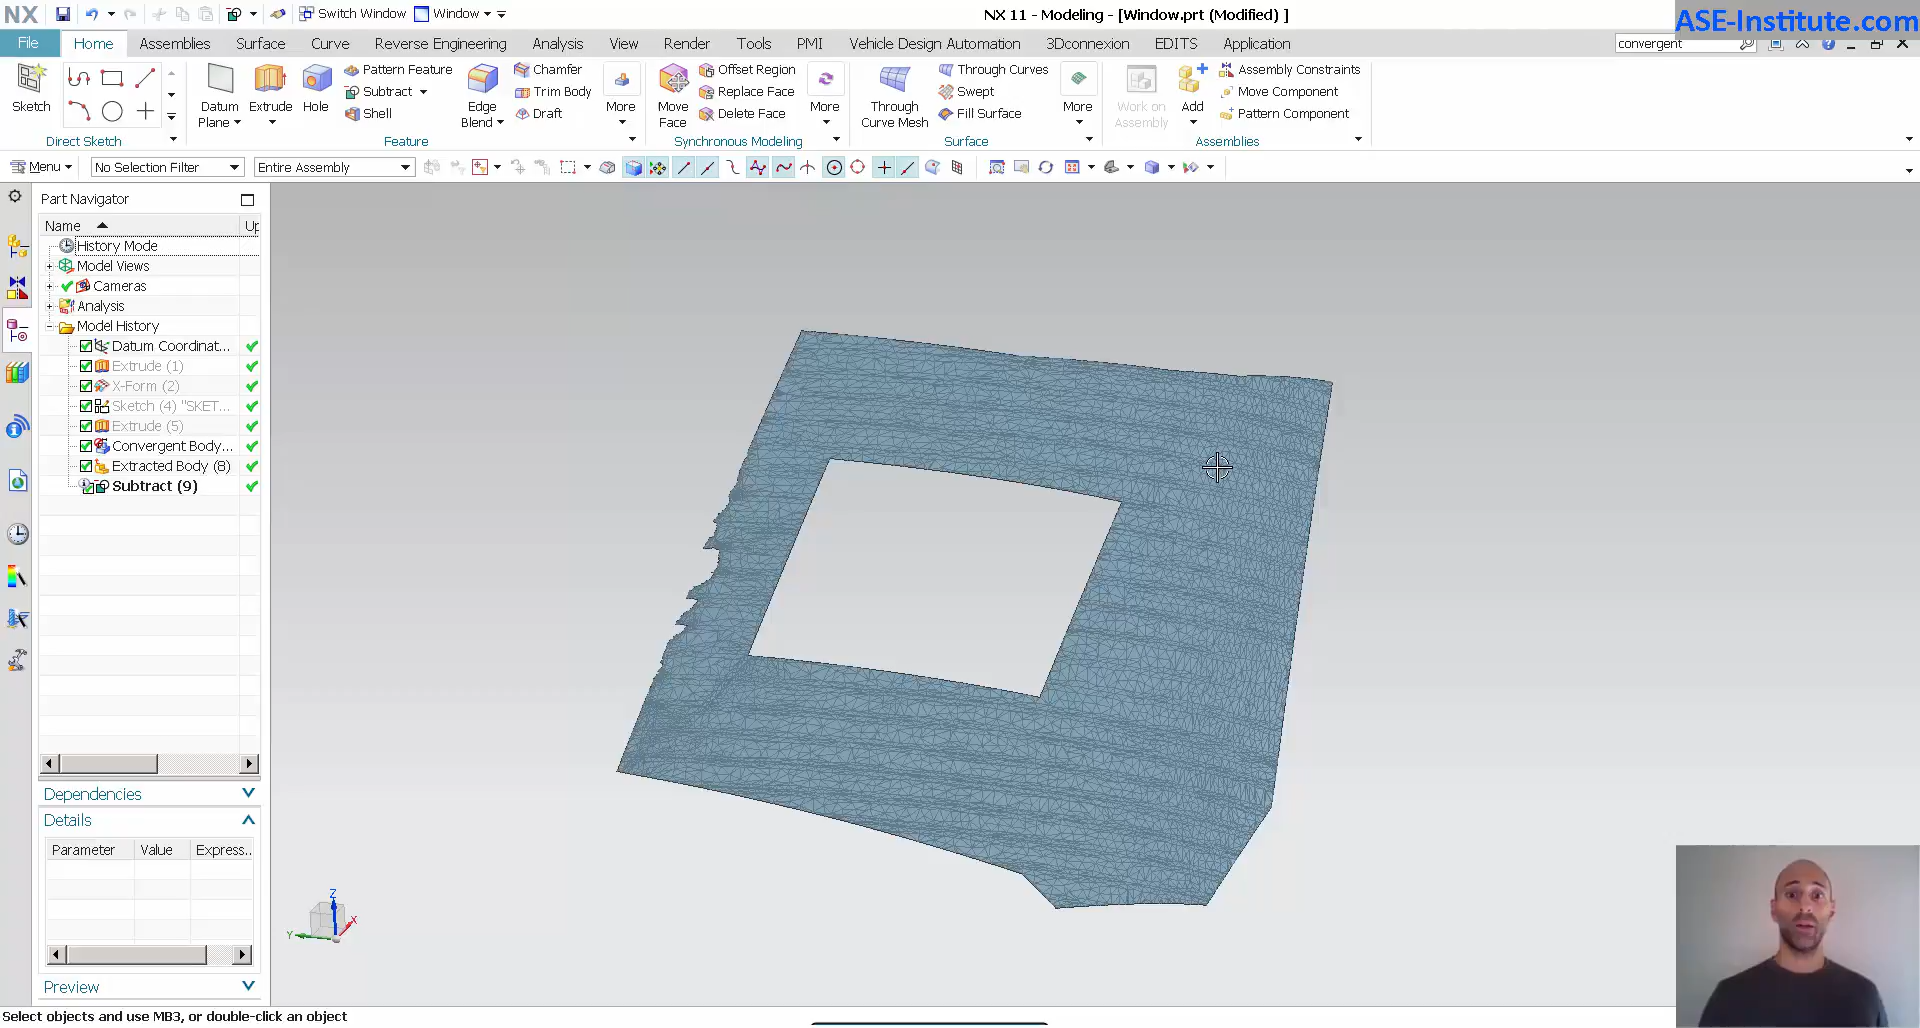 NX
Switch Window
Window
NX 11 - Modeling - [Window.prt (Modified) ]
ASE-Institute.com
File
Home
Assemblies
Surface
Curve
Reverse Engineering
Analysis
View
Render
Tools
PMI
Vehicle Design Automation
3Dconnexion
EDITS
Application
convergent
Sketch
Direct Sketch
Datum
Plane
Extrude
Hole
Pattern Feature
Subtract
Shell
Edge
Blend
Chamfer
Trim Body
Draft
More
Feature
Move
Face
Offset Region
Replace Face
Delete Face
More
Synchronous Modeling
Through
Curve Mesh
Through Curves
Swept
Fill Surface
More
Surface
Work on
Assembly
Add
Assembly Constraints
Move Component
Pattern Component
Assemblies
Menu
No Selection Filter
Entire Assembly
Part Navigator
Name
Up
History Mode
Model Views
Cameras
Analysis
Model History
Datum Coordinat...
Extrude (1)
X-Form (2)
Sketch (4) "SKET...
Extrude (5)
Convergent Body...
Extracted Body (8)
Subtract (9)
Dependencies
Details
Parameter
Value
Express..
Preview
Z
X
Y
Select objects and use MB3, or double-click an object